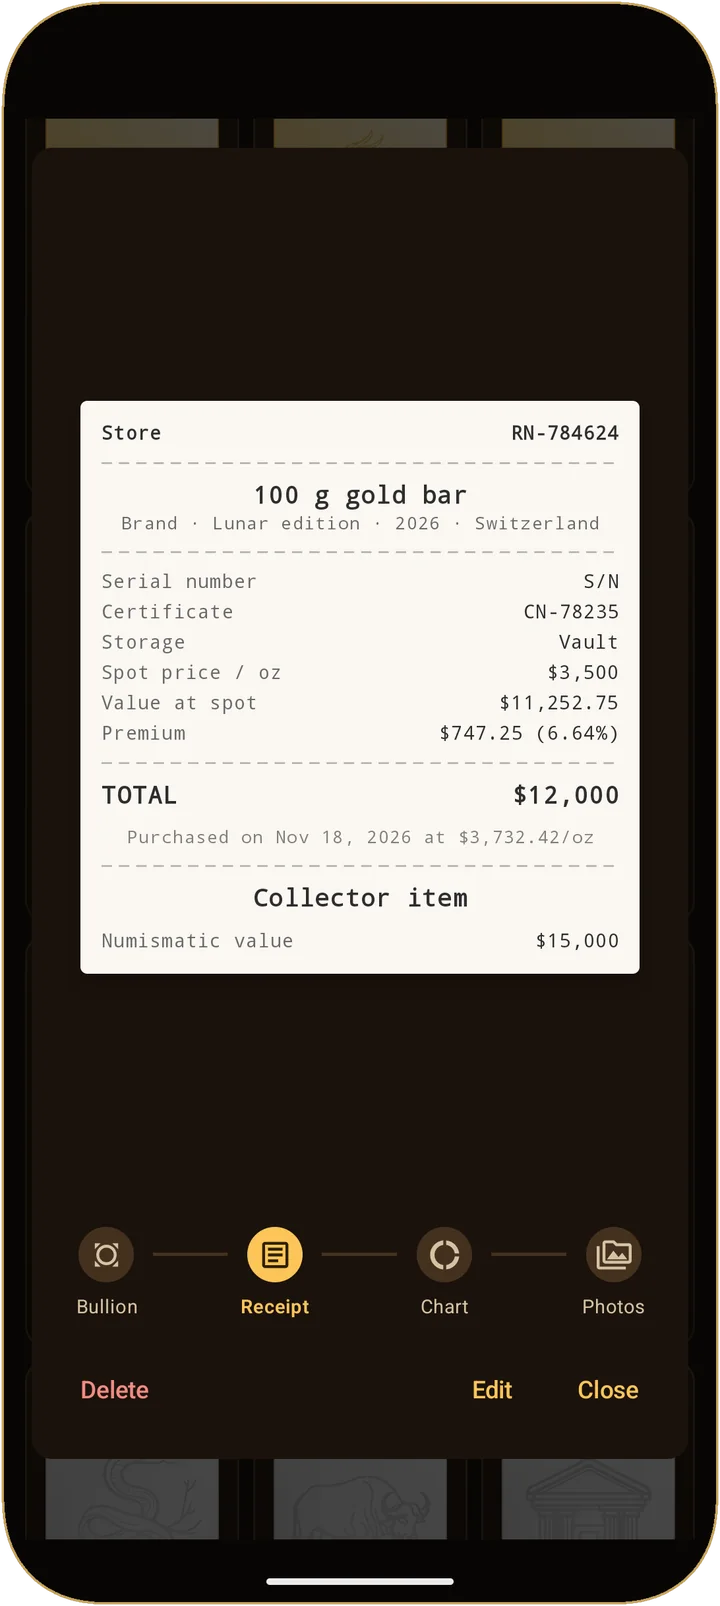 Store RN-784624
100 g gold bar
Brand · Lunar edition · 2026 · Switzerland
Serial number S/N
Certificate CN-78235
Storage Vault
Spot price / oz $3,500
Value at spot $11,252.75
Premium $747.25 (6.64%)
TOTAL $12,000
Purchased on Nov 18, 2026 at $3,732.42/oz
Collector item
Numismatic value $15,000
Bullion Receipt Chart Photos
Delete Edit Close